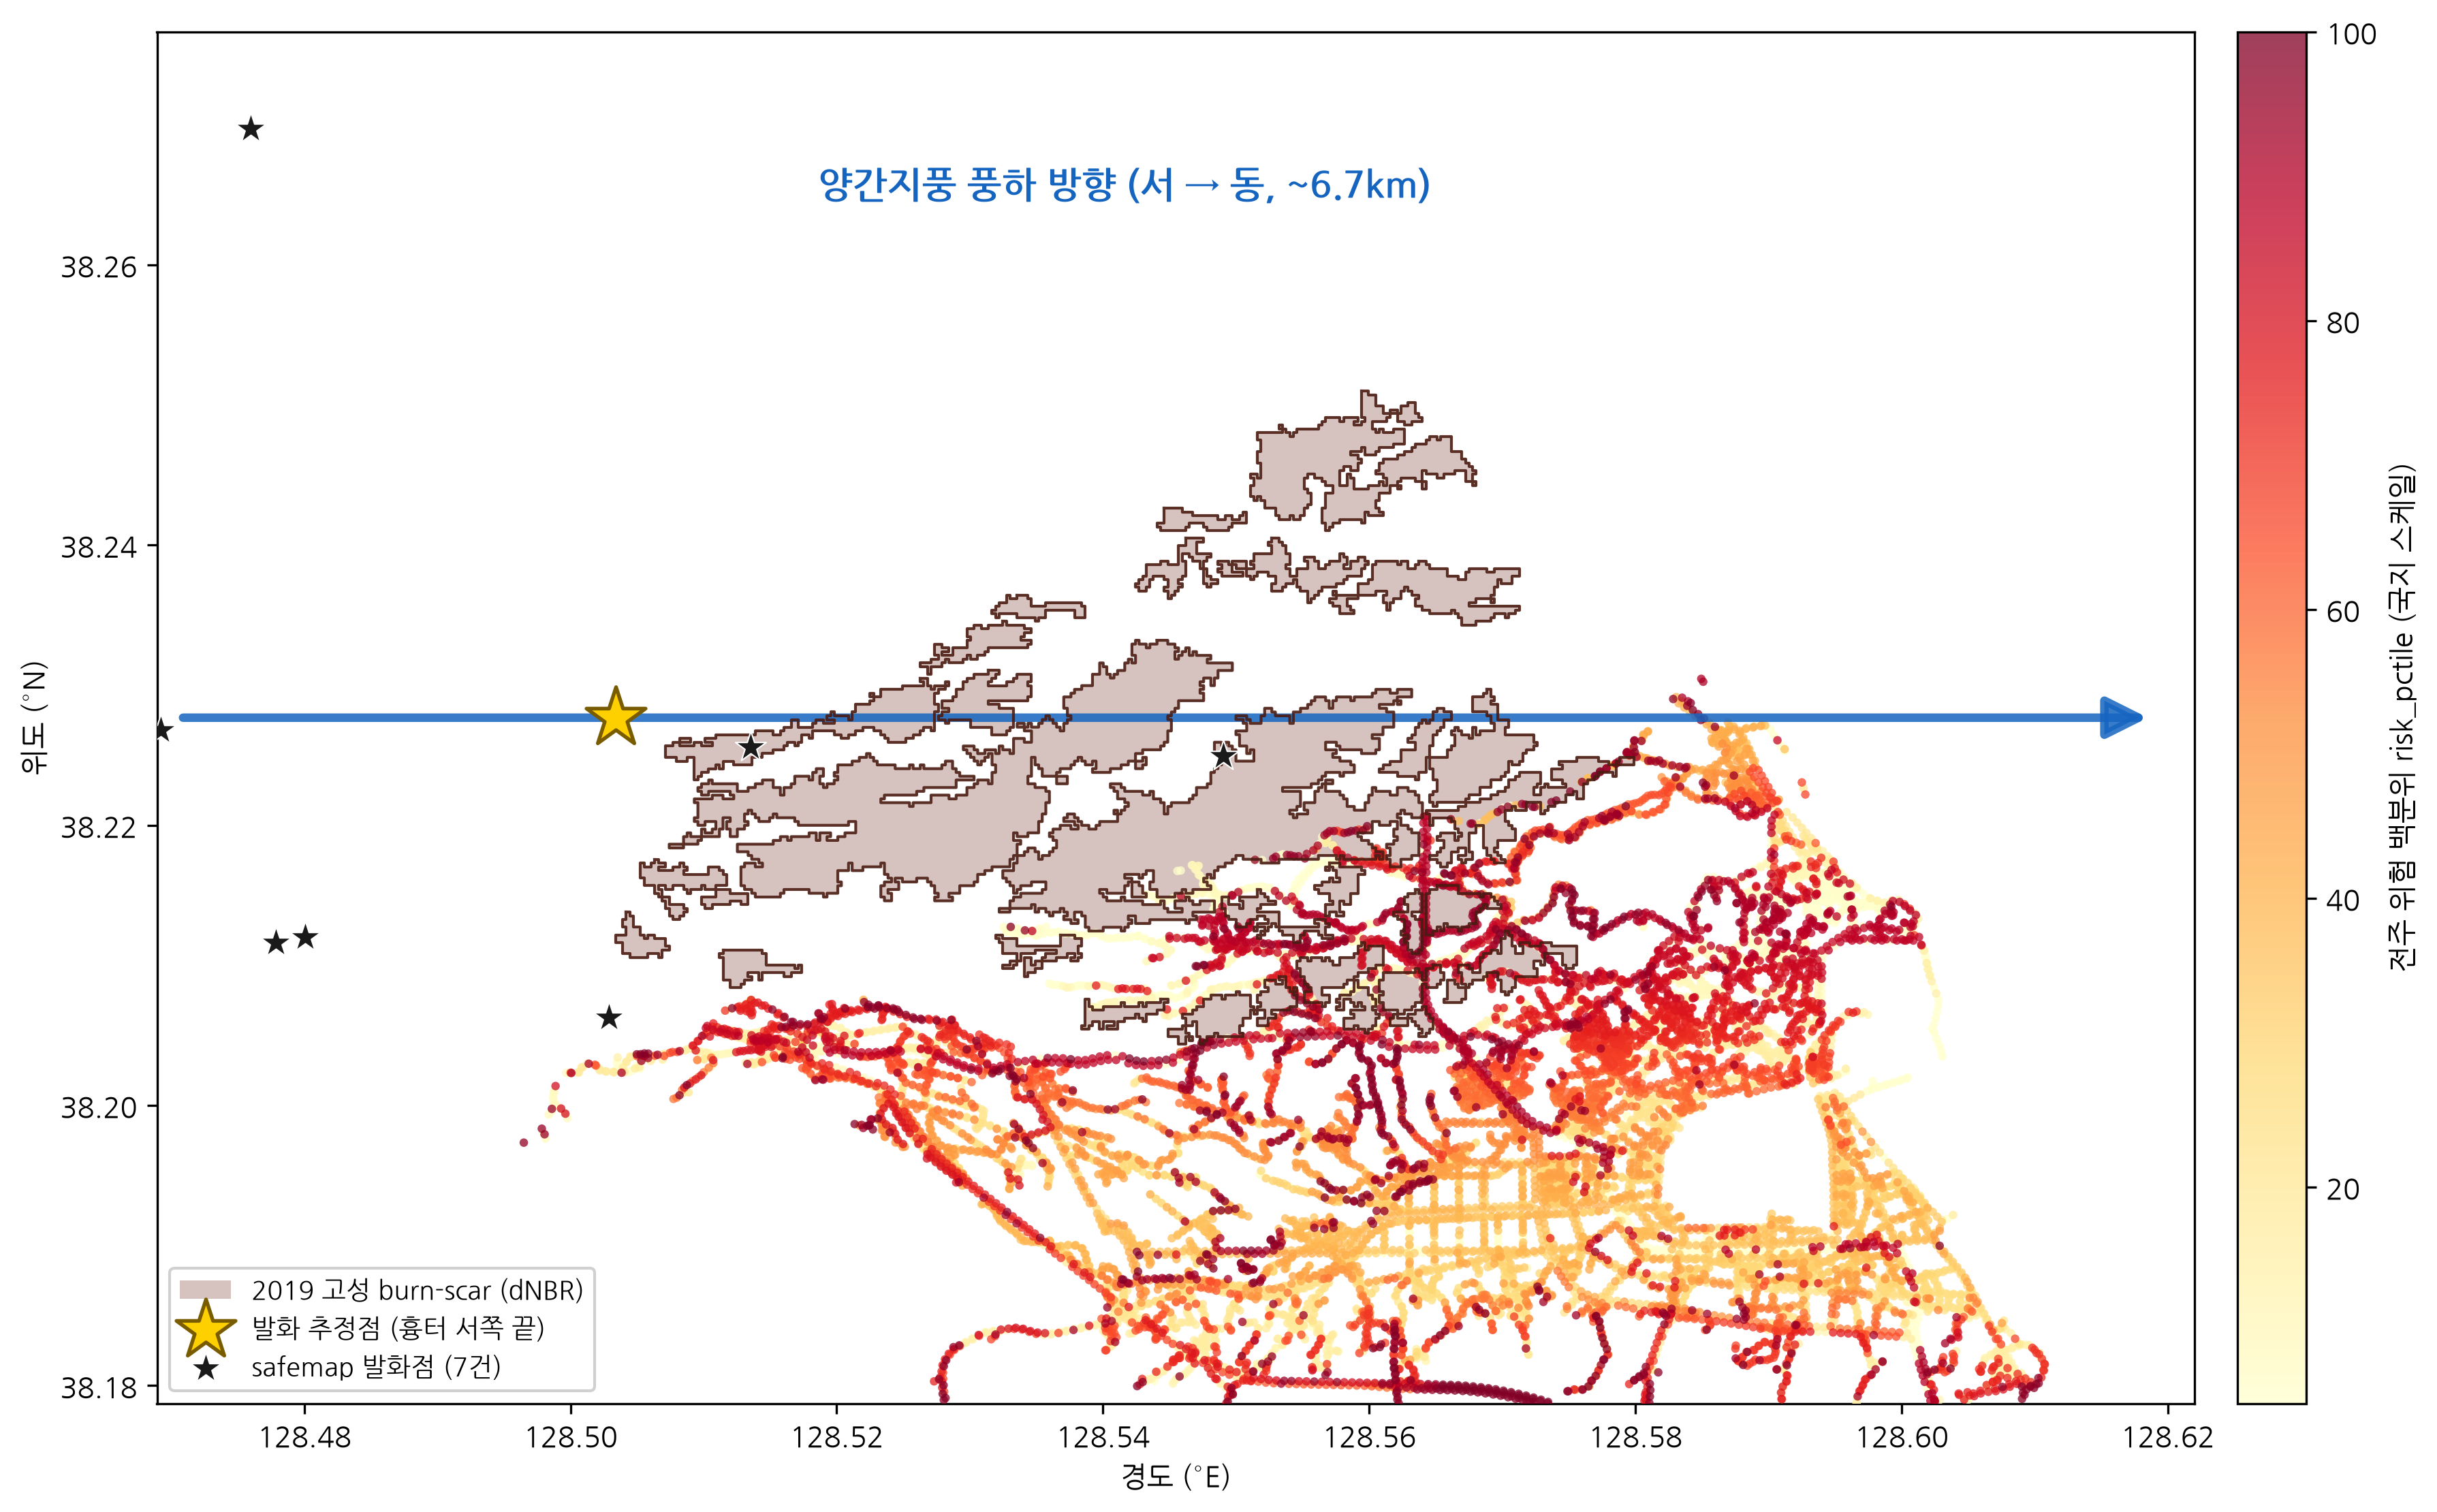 양간지풍 풍하 방향 (서 → 동, ~6.7km)
위도 (°N)
38.26
38.24
38.22
38.20
38.18
2019 고성 burn-scar (dNBR)
발화 추정점 (흉터 서쪽 끝)
safemap 발화점 (7건)
128.48 128.50 128.52 128.54 128.56 128.58 128.60 128.62
경도 (°E)
100
80
60
40
20
전주 위험 백분위 risk_pctile (국지 스케일)